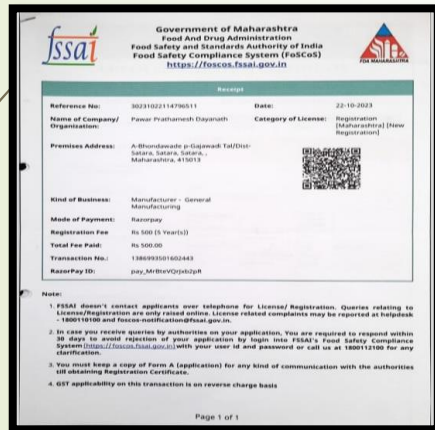 fssai
Government of Maharashtra
Food And Drug Administration
Food Safety and Standards Authority of India
Food Safety Compliance System (FoSCoS)
https://foscos.fssai.gov.in
FDA MAHARASHTRA
Receipt
Reference No: 30231022114796511 Date: 22-10-2023
Name of Company/ Organisation: Pawar Prathamesh Dayanath Category of License: Registration
[Maharashtra] [New
Registration]
Premises Address: A-Bhondawade p-Gajawadi Tal/Dist-
Satara, Satara, Satara, ,
Maharashtra, 415013
Kind of Business: Manufacturer - General
Manufacturing
Mode of Payment: Razorpay
Registration Fee Rs 500 (5 Year(s))
Total Fee Paid: Rs 500.00
Transaction No.: 1386993501602443
RazorPay ID: pay_MrBteVQrJxb2pR
Note:
1. FSSAI doesn't contact applicants over telephone for License/ Registration. Queries relating to
License/Registration are only raised online. License related complaints may be reported at helpdesk
- 1800110100 and foscos-notification@fssai.gov.in.
2. In case you receive queries by authorities on your application, You are required to respond within
30 days to avoid rejection of your application by login into FSSAI's Food Safety Compliance
System (https://foscos.fssai.gov.in) with your user id and password or call us at 1800112100 for any
clarification.
3. You must keep a copy of Form A (application) for any kind of communication with the authorities
till obtaining Registration Certificate.
4. GST applicability on this transaction is on reverse charge basis
Page 1 of 1